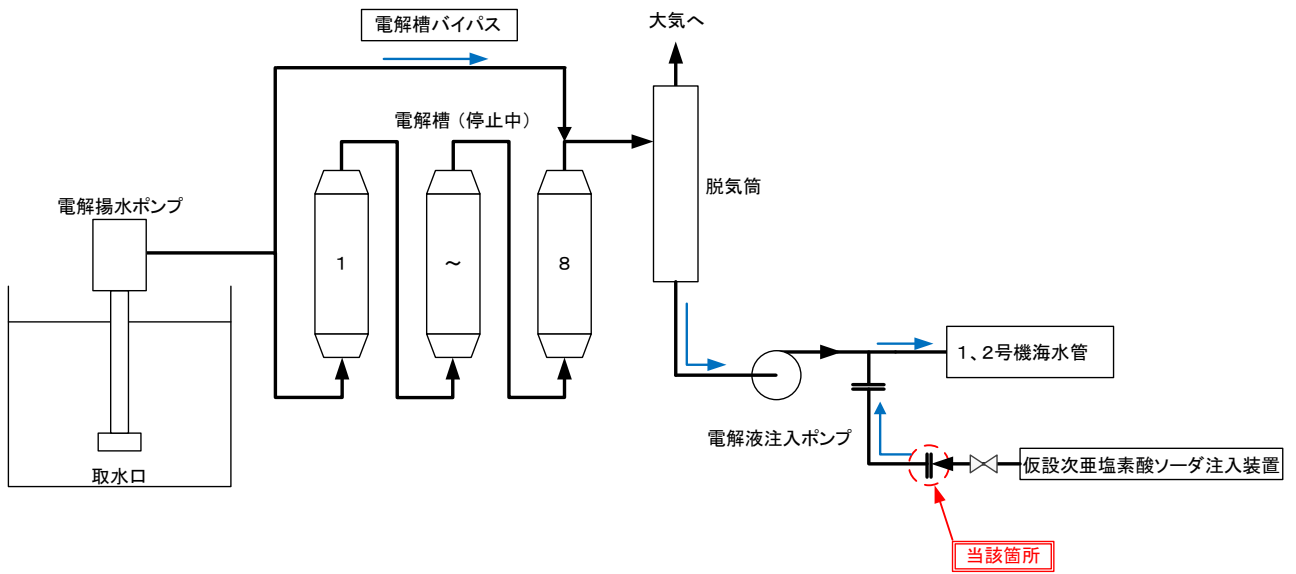 電解槽バイパス
大気へ
電解槽（停止中）
脱気筒
電解揚水ポンプ
1
～
8
1、2号機海水管
電解液注入ポンプ
仮設次亜塩素酸ソーダ注入装置
取水口
当該箇所